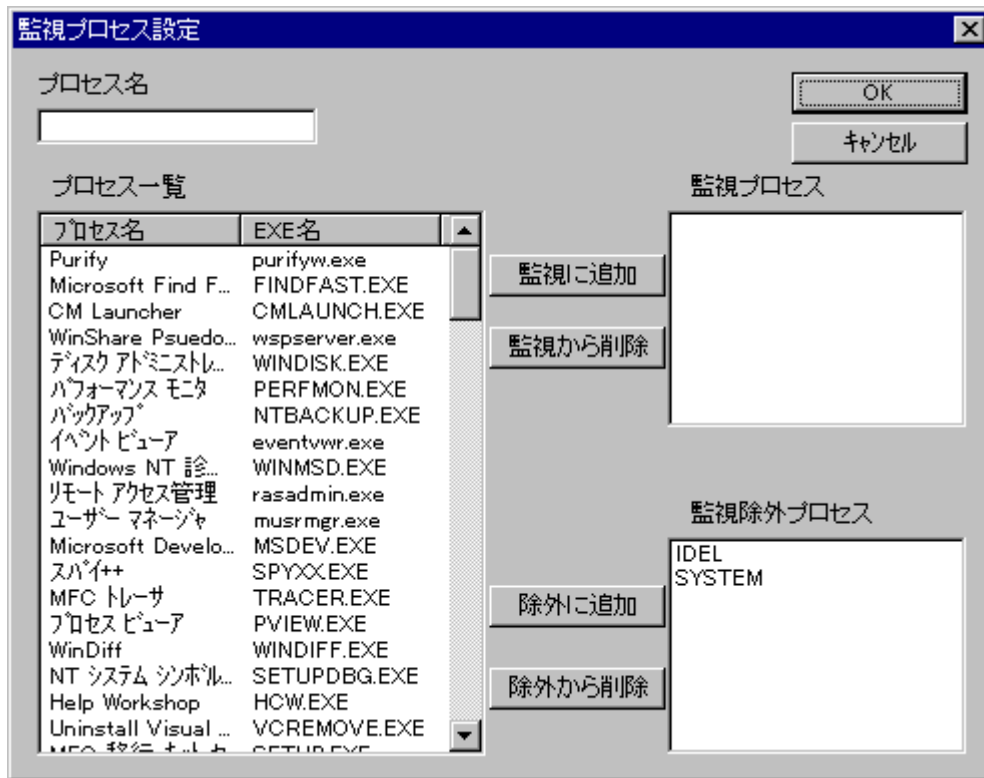 監視プロセス設定
プロセス名
OK
キャンセル
プロセス一覧
監視プロセス
プロセス名 EXE名
Purify purifyw.exe
Microsoft Find F... FINDFAST.EXE
CM Launcher CMLAUNCH.EXE
WinShare Psuedo... wspserver.exe
ディスク アドミニストレ... WINDISK.EXE
パフォーマンス モニタ PERFMON.EXE
バックアップ NTBACKUP.EXE
イベント ビューア eventvwr.exe
Windows NT 診... WINMSD.EXE
リモート アクセス管理 rasadmin.exe
ユーザー マネージャ musrmgr.exe
Microsoft Develo... MSDEV.EXE
スパイ++ SPYXX.EXE
MFC トレーサ TRACER.EXE
プロセス ビューア PVIEW.EXE
WinDiff WINDIFF.EXE
NT システム シンボル... SETUPDBG.EXE
Help Workshop HCW.EXE
Uninstall Visual ... VCREMOVE.EXE
監視に追加
監視から削除
監視除外プロセス
IDEL
SYSTEM
除外に追加
除外から削除